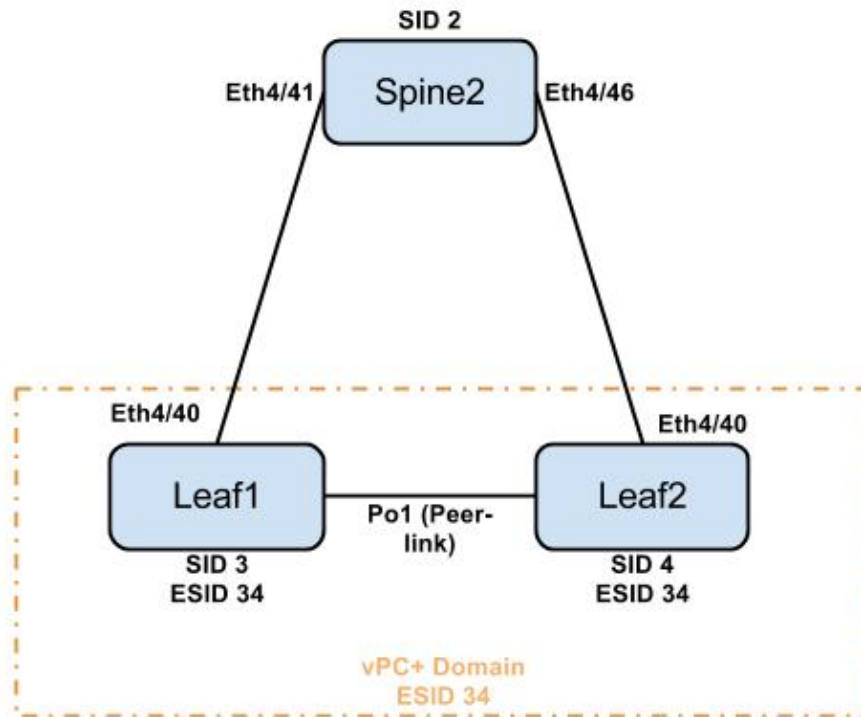 SID 2
Eth4/41
Spine2
Eth4/46
Eth4/40
Eth4/40
Leaf1
Po1 (Peer-
link)
Leaf2
SID 3
ESID 34
SID 4
ESID 34
vPC+ Domain
ESID 34